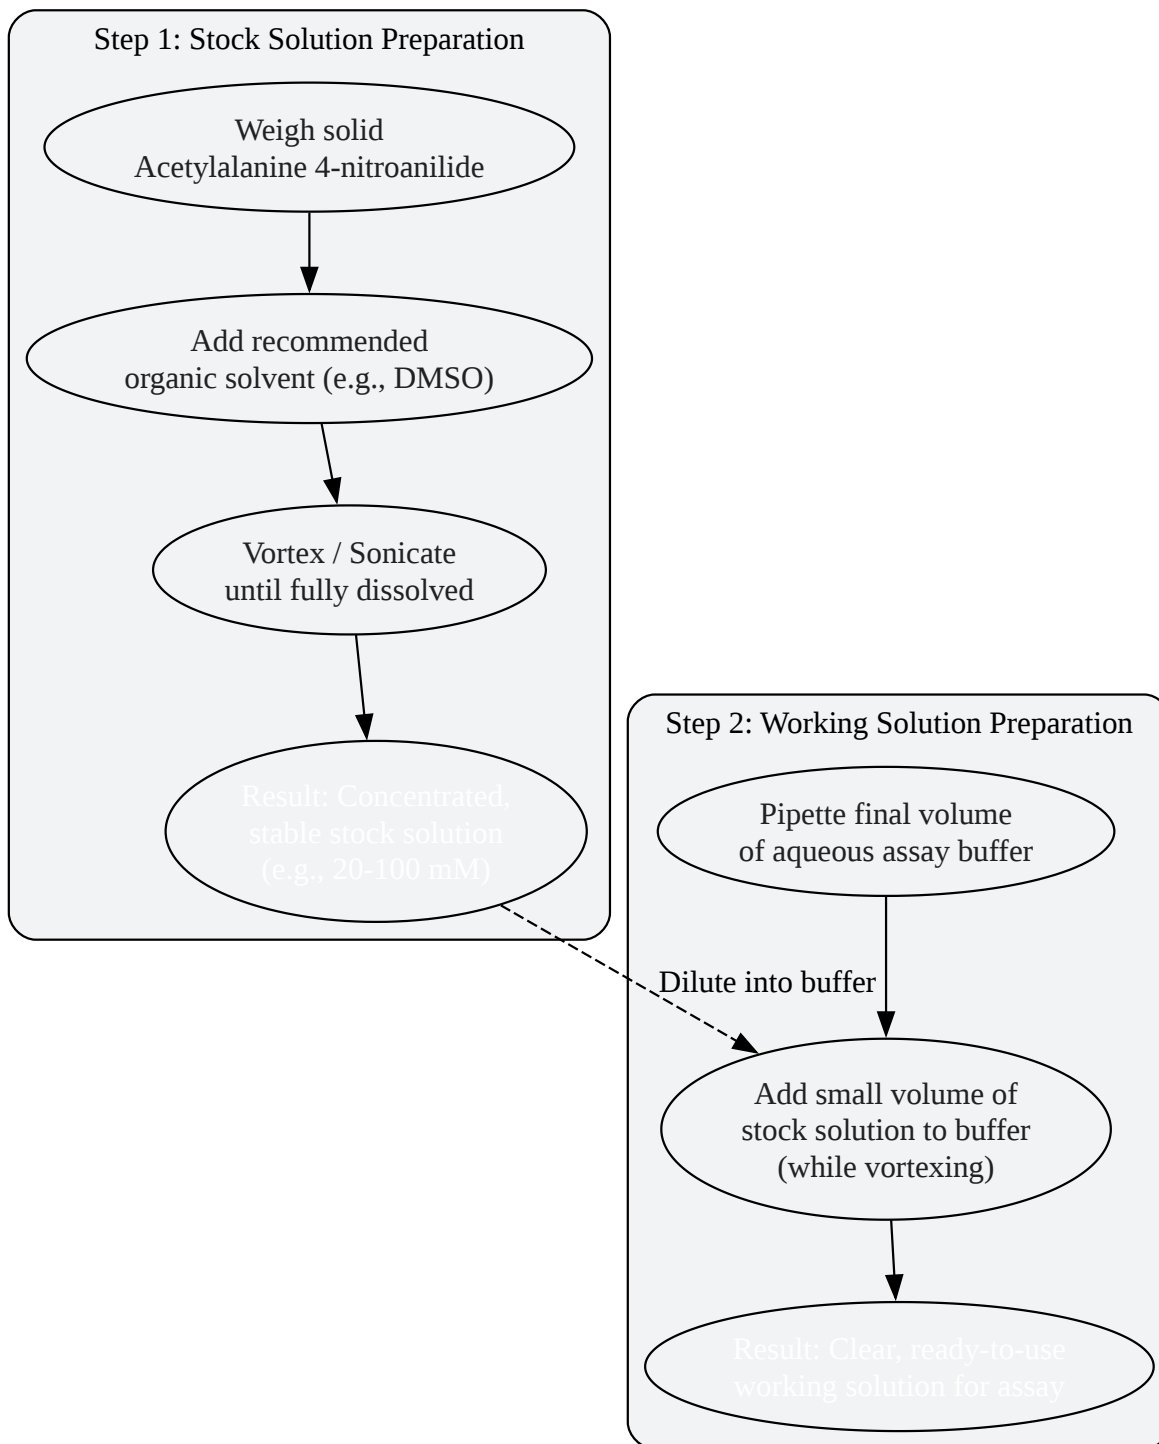 Step 1: Stock Solution Preparation
Weigh solid
Acetylalanine 4-nitroanilide
Add recommended
organic solvent (e.g., DMSO)
Vortex / Sonicate
until fully dissolved
Result: Concentrated,
stable stock solution
(e.g., 20-100 mM)
Step 2: Working Solution Preparation
Pipette final volume
of aqueous assay buffer
Dilute into buffer
Add small volume of
stock solution to buffer
(while vortexing)
Result: Clear, ready-to-use
working solution for assay